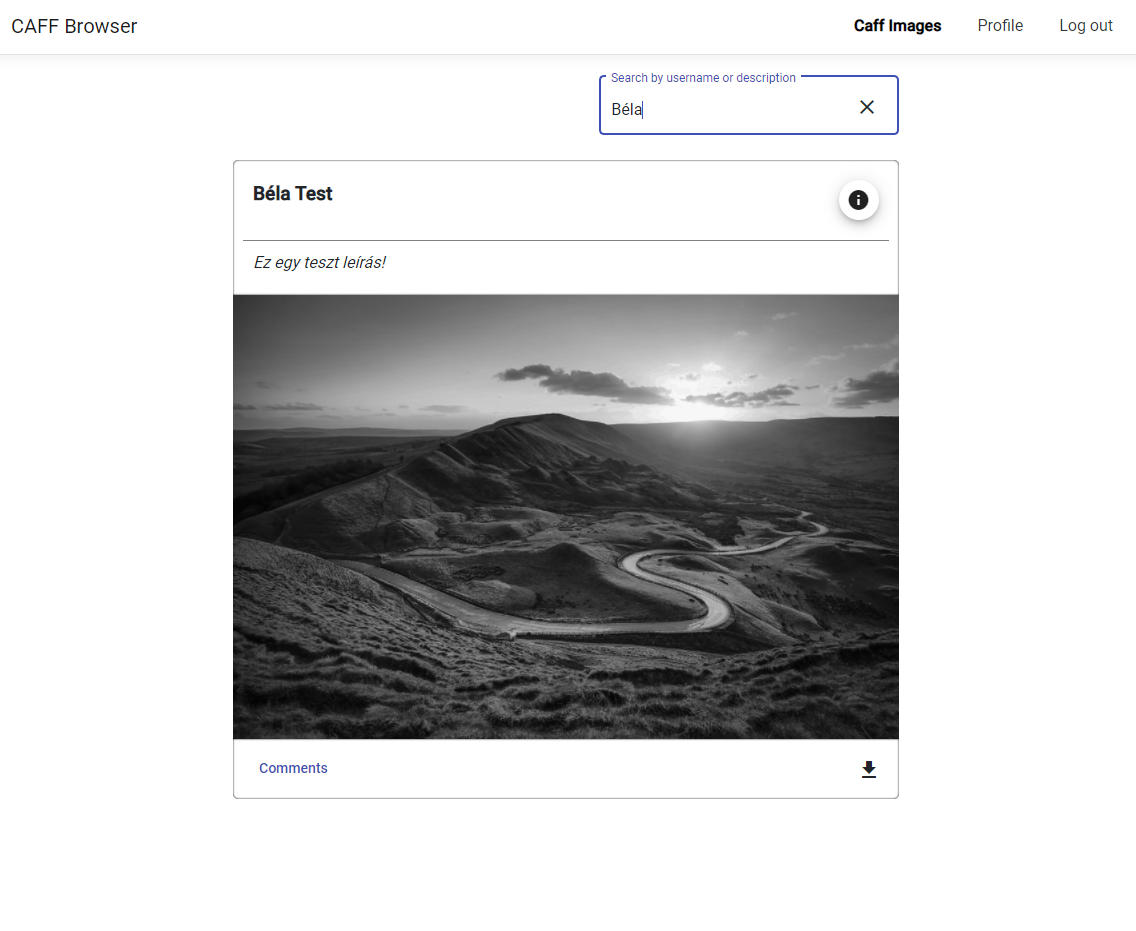 CAFF Browser
Caff Images
Profile
Log out
Search by username or description
Béla
Béla Test
Ez egy teszt leírás!
Comments